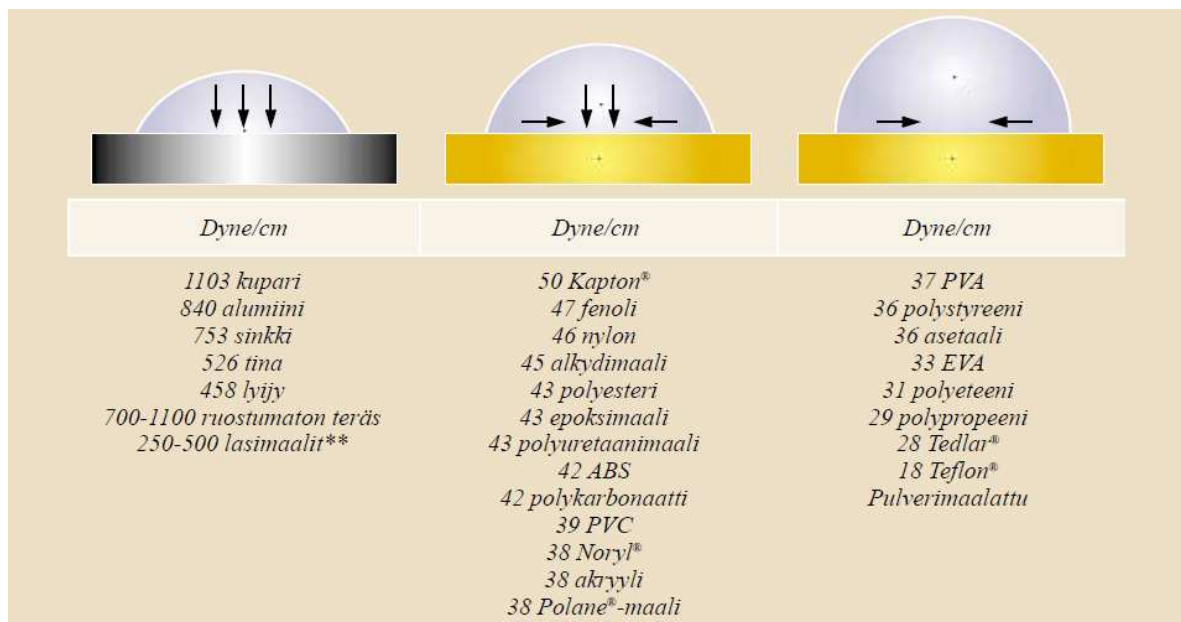 Dyne/cm
1103 kupari
840 alumiini
753 sinkki
526 tina
458 lyijy
700-1100 ruostumaton teräs
250-500 lasimaalit**
Dyne/cm
50 Kapton®
47 fenoli
46 nylon
45 alkydimaali
43 polyesteri
43 epoksimaali
43 polyuretaanimaali
42 ABS
42 polykarbonaatti
39 PVC
38 Noryl®
38 akryyli
38 Polane®-maali
Dyne/cm
37 PVA
36 polystyreeni
36 asetaali
33 EVA
31 polyeteeni
29 polypropeeni
28 Tedlar®
18 Teflon®
Pulverimaalattu